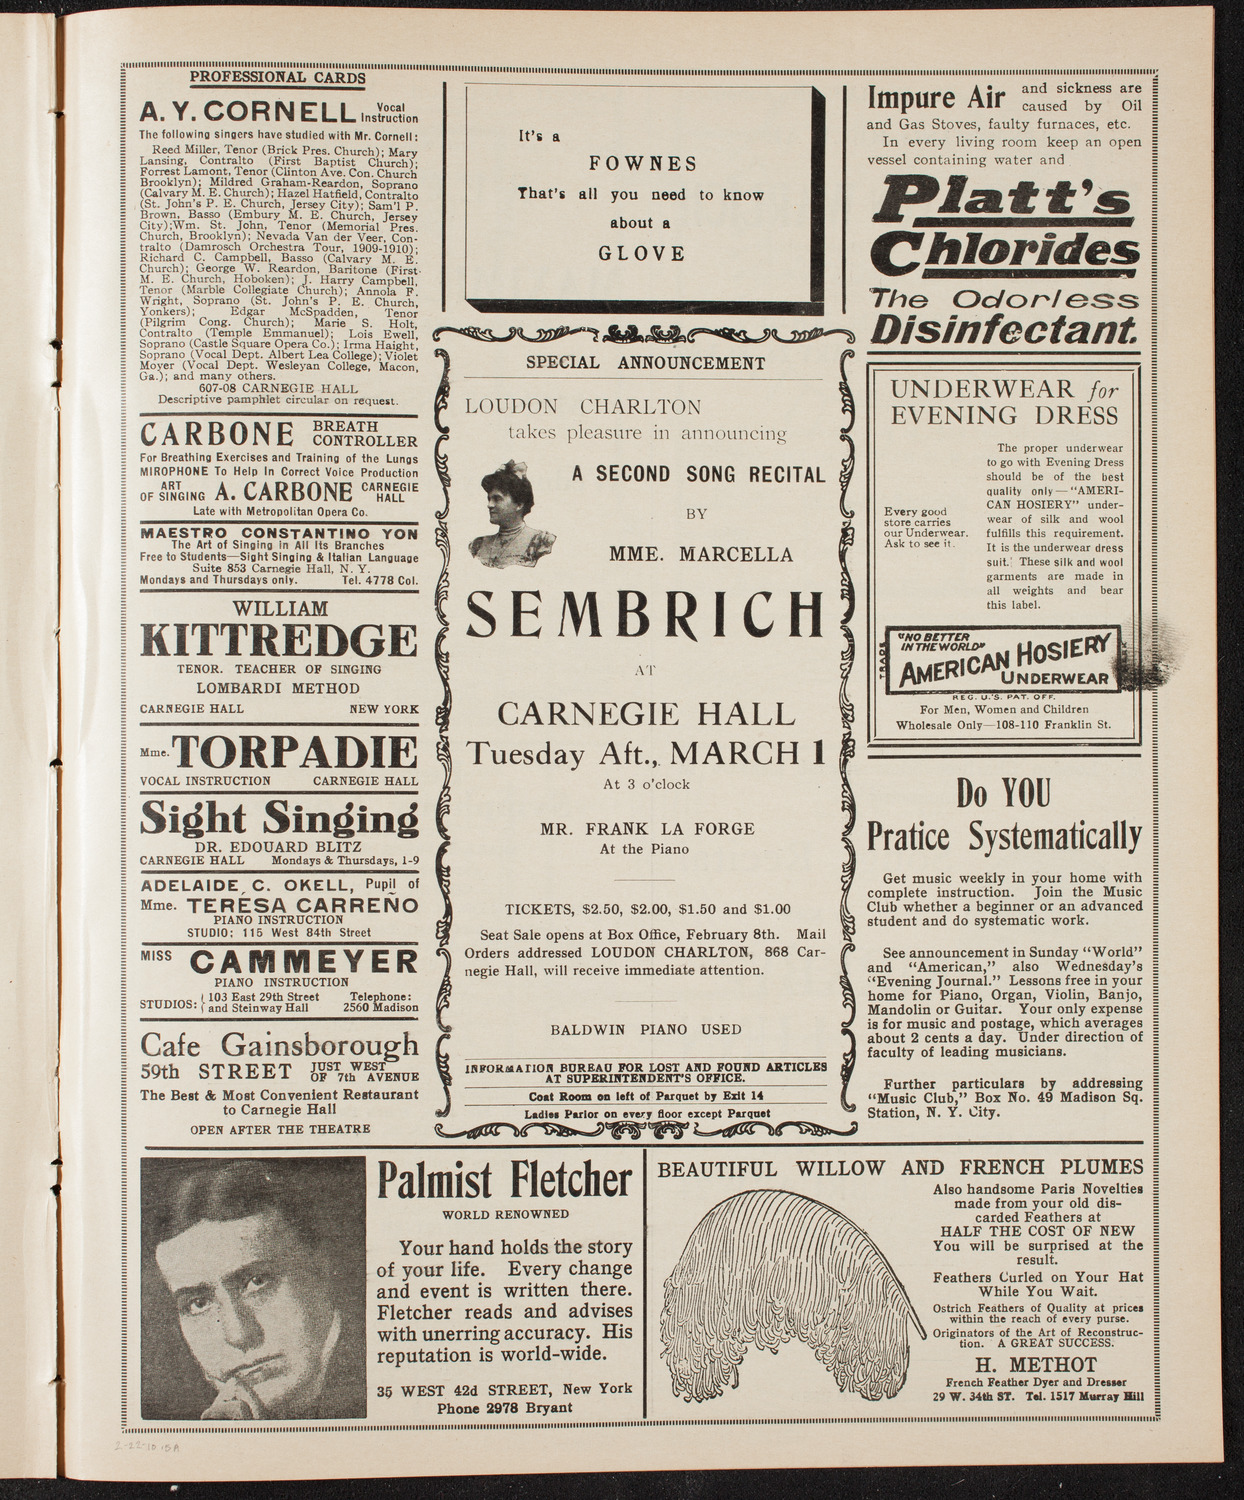 PROFESSIONAL CARDS
A. Y. CORNELL Vocal Instruction
The following singers have studied with Mr. Cornell:
Reed Miller, Tenor (Brick Pres. Church); Mary
Lansing, Contralto (First Baptist Church);
Forrest Lamont, Tenor (Clinton Ave. Con. Church
Brooklyn); Mildred Graham-Reardon, Soprano
(Calvary M. E. Church); Hazel Hatfield, Contralto
(St. John's P. E. Church, Jersey City); Sam'l P.
Brown, Basso (Embury M. E. Church, Jersey
City);Wm. St. John, Tenor (Memorial Pres.
Church, Brooklyn); Nevada Van der Veer, Con-
tralto (Damrosch Orchestra Tour, 1909-1910);
Richard C. Campbell, Basso (Calvary M. E.
Church); George W. Reardon, Baritone (First-
M. E. Church, Hoboken); J. Harry Campbell,
Tenor (Marble Collegiate Church); Annola F.
Wright, Soprano (St. John's P. E. Church,
Yonkers); Edgar McSpadden, Tenor
(Pilgrim Cong. Church); Marie S. Holt,
Contralto (Temple Emmanuel); Lois Ewell,
Soprano (Castle Square Opera Co.); Irma Haight,
Soprano (Vocal Dept. Albert Lea College); Violet
Moyer (Vocal Dept. Wesleyan College, Macon,
Ga.); and many others.
607-08 CARNEGIE HALL
Descriptive pamphlet circular on request.
CARBONE BREATH CONTROLLER
For Breathing Exercises and Training of the Lungs
MIROPHONE To Help In Correct Voice Production
ART OF SINGING A. CARBONE CARNEGIE HALL
Late with Metropolitan Opera Co.
MAESTRO CONSTANTINO YON
The Art of Singing in All Its Branches
Free to Students—Sight Singing & Italian Language
Suite 853 Carnegie Hall, N. Y.
Mondays and Thursdays only. Tel. 4778 Col.
WILLIAM
KITTREDGE
TENOR. TEACHER OF SINGING
LOMBARDI METHOD
CARNEGIE HALL NEW YORK
Mme. TORPADIE
VOCAL INSTRUCTION CARNEGIE HALL
Sight Singing
DR. EDOUARD BLITZ
CARNEGIE HALL Mondays & Thursdays, 1-9
ADELAIDE C. OKELL, Pupil of
Mme. TERESA CARREÑO
PIANO INSTRUCTION
STUDIO: 115 West 84th Street
MISS CAMMEYER
PIANO INSTRUCTION
STUDIOS: { 103 East 29th Street Telephone:
and Steinway Hall 2560 Madison
Cafe Gainsborough
59th STREET JUST WEST OF 7th AVENUE
The Best & Most Convenient Restaurant
to Carnegie Hall
OPEN AFTER THE THEATRE
It's a
FOWNES
That's all you need to know
about a
GLOVE
SPECIAL ANNOUNCEMENT
LOUDON CHARLTON
takes pleasure in announcing
A SECOND SONG RECITAL
BY
MME. MARCELLA
SEMBRICH
AT
CARNEGIE HALL
Tuesday Aft., MARCH 1
At 3 o'clock
MR. FRANK LA FORGE
At the Piano
TICKETS, $2.50, $2.00, $1.50 and $1.00
Seat Sale opens at Box Office, February 8th. Mail
Orders addressed LOUDON CHARLTON, 868 Car-
negie Hall, will receive immediate attention.
BALDWIN PIANO USED
INFORMATION BUREAU FOR LOST AND FOUND ARTICLES
AT SUPERINTENDENT'S OFFICE.
Coat Room on left of Parquet by Exit 14
Ladies Parlor on every floor except Parquet
Impure Air and sickness are
caused by Oil
and Gas Stoves, faulty furnaces, etc.
In every living room keep an open
vessel containing water and
Platt's
Chlorides
The Odorless
Disinfectant.
UNDERWEAR for
EVENING DRESS
The proper underwear
to go with Evening Dress
should be of the best
quality only—"AMERI-
CAN HOSIERY" under-
wear of silk and wool
fulfills this requirement.
It is the underwear dress
suit. These silk and wool
garments are made in
all weights and bear
this label.
Every good
store carries
our Underwear.
Ask to see it.
TRADE
"NO BETTER
IN THE WORLD"
AMERICAN HOSIERY
UNDERWEAR
REG. U.S. PAT. OFF.
For Men, Women and Children
Wholesale Only—108-110 Franklin St.
Do YOU
Pratice Systematically
Get music weekly in your home with
complete instruction. Join the Music
Club whether a beginner or an advanced
student and do systematic work.
See announcement in Sunday "World"
and "American," also Wednesday's
"Evening Journal." Lessons free in your
home for Piano, Organ, Violin, Banjo,
Mandolin or Guitar. Your only expense
is for music and postage, which averages
about 2 cents a day. Under direction of
faculty of leading musicians.
Further particulars by addressing
"Music Club," Box No. 49 Madison Sq.
Station, N. Y. City.
Palmist Fletcher
WORLD RENOWNED
Your hand holds the story
of your life. Every change
and event is written there.
Fletcher reads and advises
with unerring accuracy. His
reputation is world-wide.
35 WEST 42d STREET, New York
Phone 2978 Bryant
BEAUTIFUL WILLOW AND FRENCH PLUMES
Also handsome Paris Novelties
made from your old dis-
carded Feathers at
HALF THE COST OF NEW
You will be surprised at the
result.
Feathers Curled on Your Hat
While You Wait.
Ostrich Feathers of Quality at prices
within the reach of every purse.
Originators of the Art of Reconstruc-
tion. A GREAT SUCCESS.
H. METHOT
French Feather Dyer and Dresser
29 W. 34th ST. Tel. 1517 Murray Hill